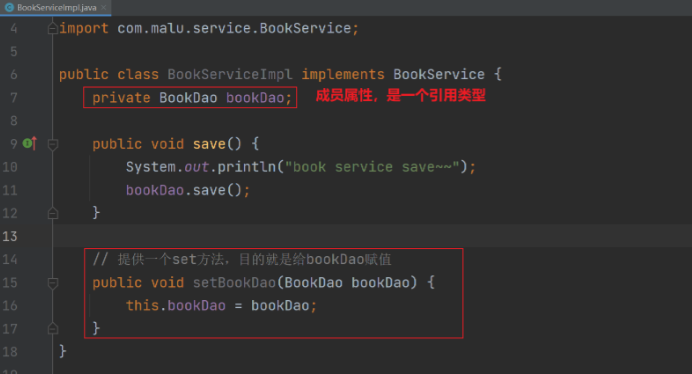 BookServiceImpl.java
4 import com.malu.service.BookService;
5
6 public class BookServiceImpl implements BookService {
7 private BookDao bookDao; 成员属性，是一个引用类型
8
9 public void save() {
10 System.out.println("book service save~~");
11 bookDao.save();
12 }
13
14 // 提供一个set方法，目的就是给bookDao赋值
15 public void setBookDao(BookDao bookDao) {
16 this.bookDao = bookDao;
17 }
18 }